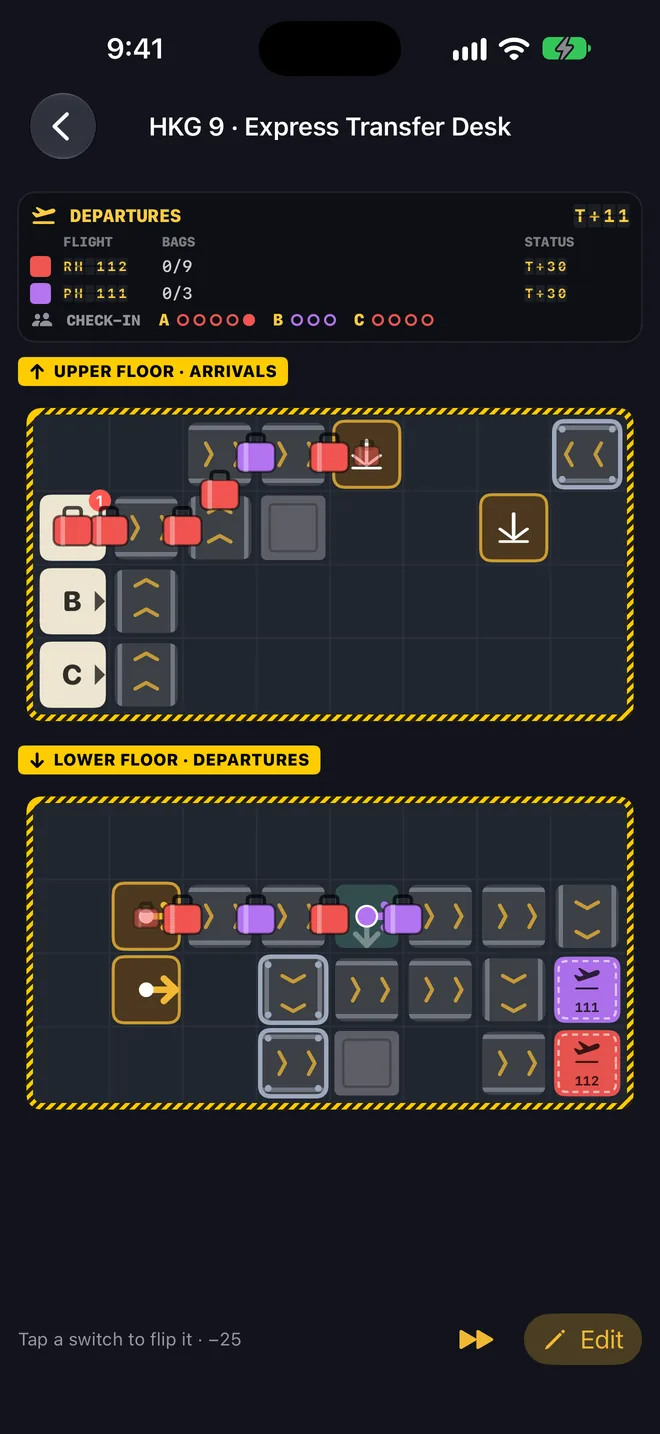 9:41
HKG 9 · Express Transfer Desk
DEPARTURES T+11
FLIGHT BAGS STATUS
RH 112 0/9 T+30
PH 111 0/3 T+30
CHECK-IN A B C
↑ UPPER FLOOR · ARRIVALS
1
B
C
↓ LOWER FLOOR · DEPARTURES
111
112
Tap a switch to flip it · −25
Edit